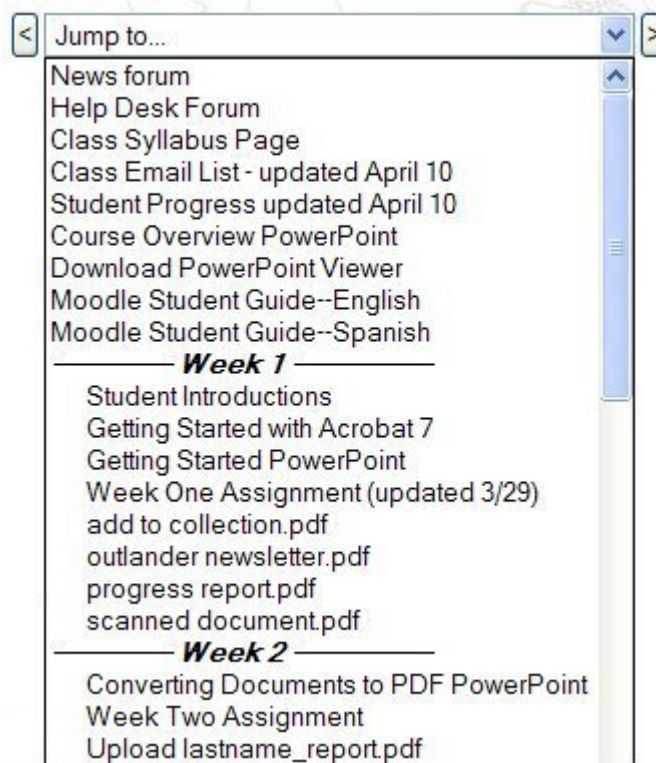 < Jump to... >
News forum
Help Desk Forum
Class Syllabus Page
Class Email List - updated April 10
Student Progress updated April 10
Course Overview PowerPoint
Download PowerPoint Viewer
Moodle Student Guide--English
Moodle Student Guide--Spanish
Week 1
Student Introductions
Getting Started with Acrobat 7
Getting Started PowerPoint
Week One Assignment (updated 3/29)
add to collection.pdf
outlander newsletter.pdf
progress report.pdf
scanned document.pdf
Week 2
Converting Documents to PDF PowerPoint
Week Two Assignment
Upload lastname_report.pdf